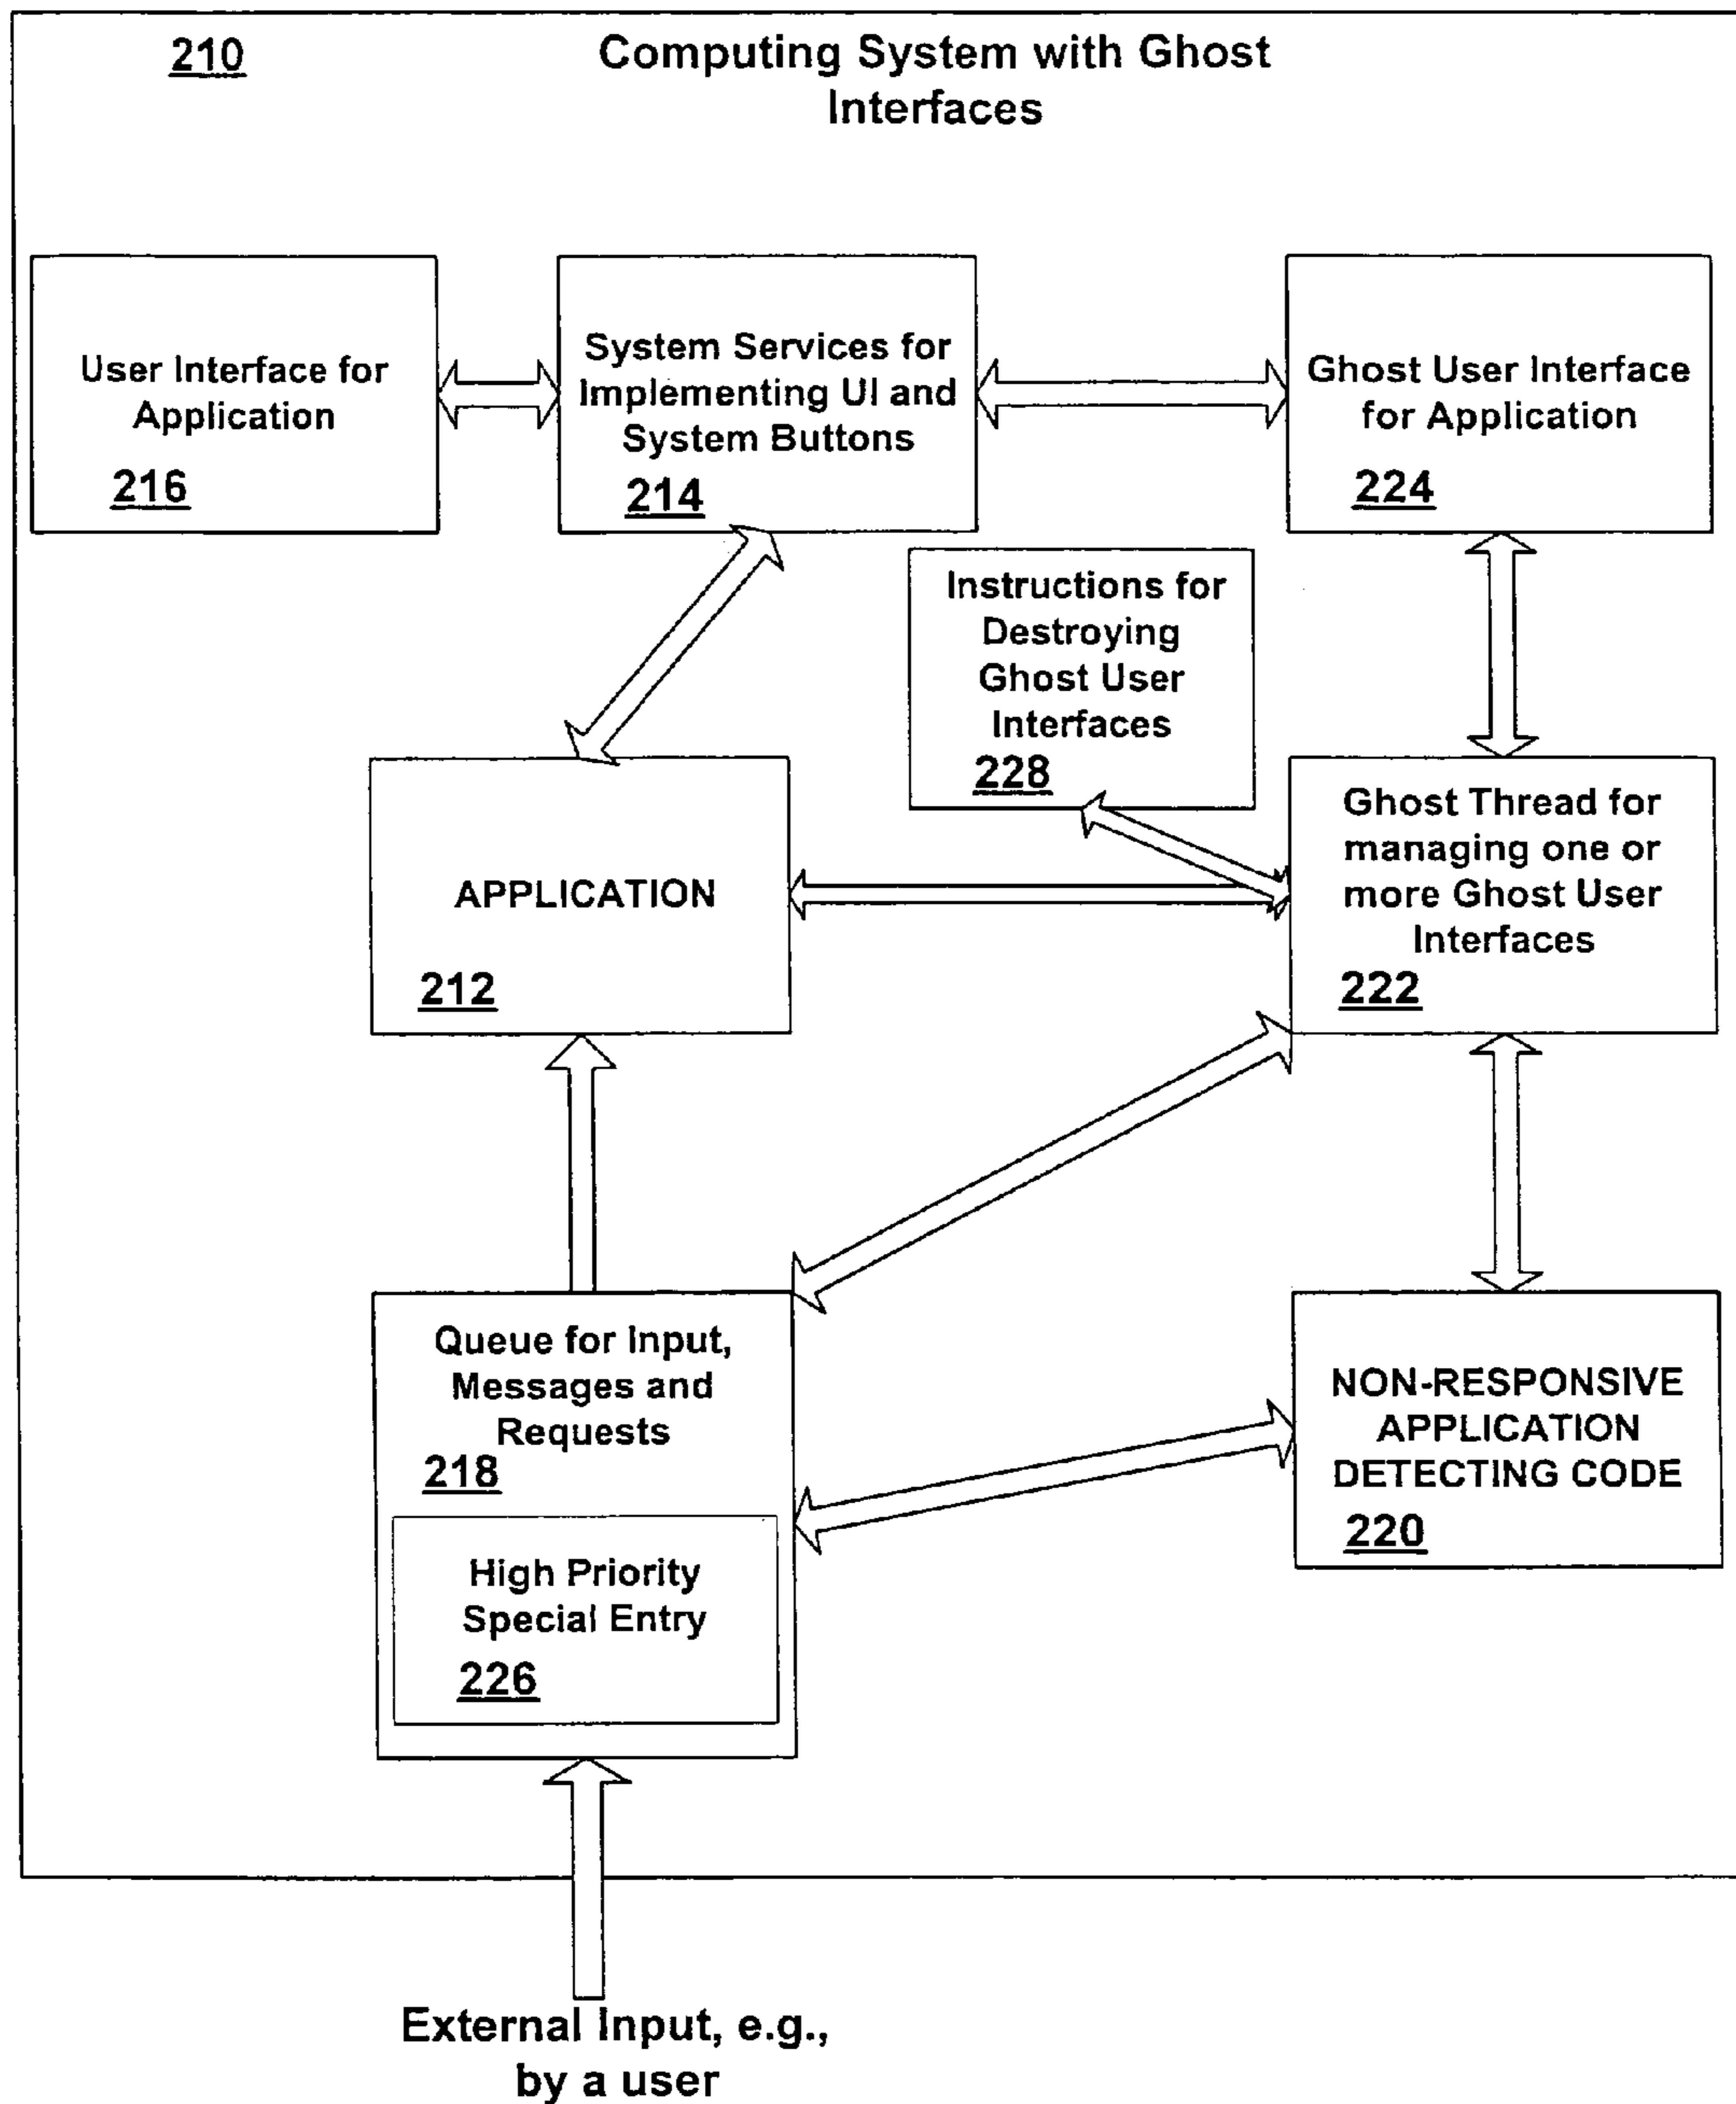 210
Computing System with Ghost
Interfaces
User Interface for
Application
216
System Services for
Implementing UI and
System Buttons
214
Ghost User Interface
for Application
224
Instructions for
Destroying
Ghost User
Interfaces
228
APPLICATION
212
Ghost Thread for
managing one or
more Ghost User
Interfaces
222
Queue for Input,
Messages and
Requests
218
High Priority
Special Entry
226
NON-RESPONSIVE
APPLICATION
DETECTING CODE
220
External Input, e.g.,
by a user